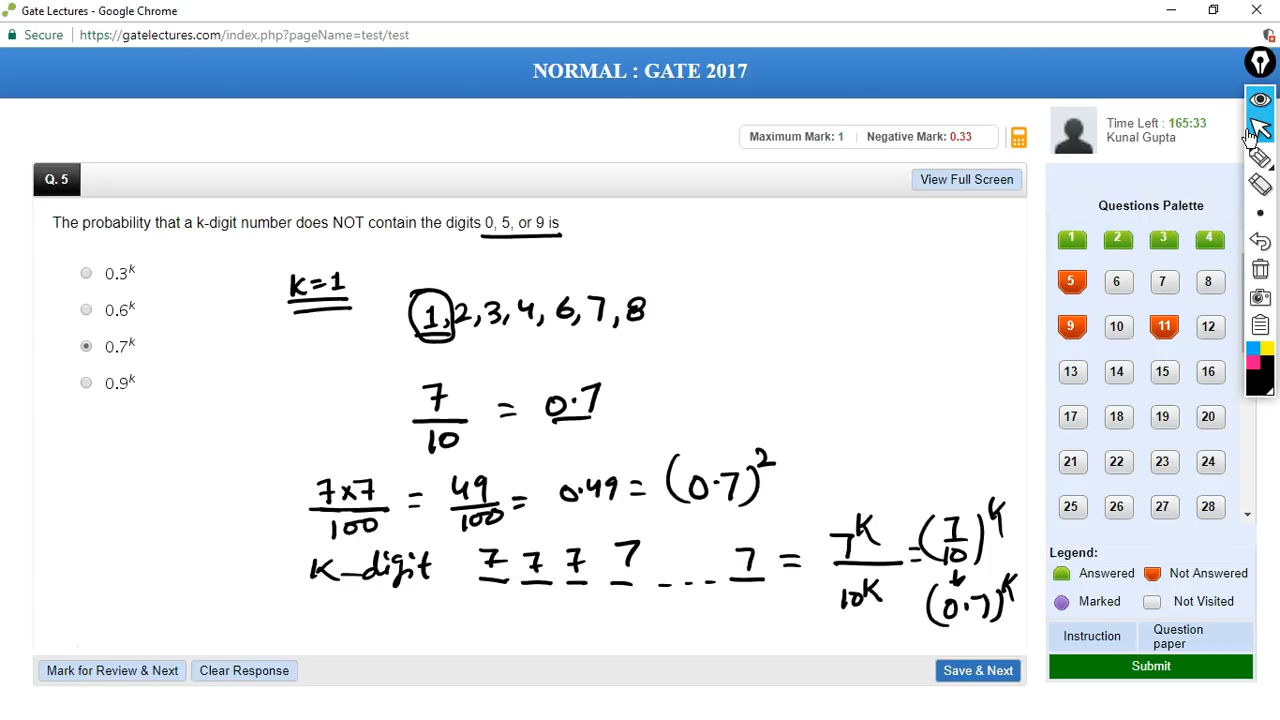 Gate Lectures - Google Chrome
Secure https://gatelectures.com/index.php?pageName=test/test
NORMAL : GATE 2017
Maximum Mark: 1 | Negative Mark: 0.33
Time Left : 165:33
Kunal Gupta
Q. 5
View Full Screen
The probability that a k-digit number does NOT contain the digits 0, 5, or 9 is
0.3^k
0.6^k
0.7^k
0.9^k
k=1
1, 2, 3, 4, 6, 7, 8
7/10 = 0.7
7x7/100 = 49/100 = 0.49 = (0.7)^2
K-digit 7 7 7 7 ... 7 = 7^K/10^K = (7/10)^K
(0.7)^K
Questions Palette
1 2 3 4
5 6 7 8
9 10 11 12
13 14 15 16
17 18 19 20
21 22 23 24
25 26 27 28
Legend:
Answered Not Answered
Marked Not Visited
Instruction Question paper
Submit
Mark for Review & Next Clear Response Save & Next